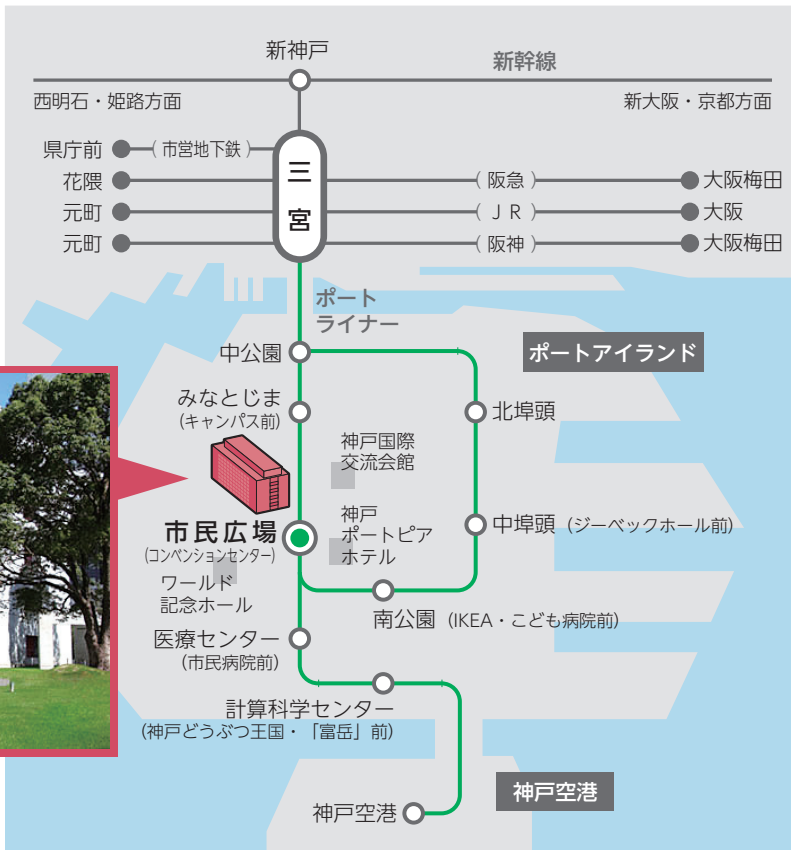 新神戸
新幹線
西明石・姫路方面
新大阪・京都方面
県庁前
(市営地下鉄)
三宮
花隈
(阪急)
大阪梅田
元町
(JR)
大阪
元町
(阪神)
大阪梅田
ポート
ライナー
中公園
ポートアイランド
みなとじま
(キャンパス前)
北埠頭
神戸国際
交流会館
市民広場
(コンベンションセンター)
神戸
ポートピア
ホテル
中埠頭 (ジーベックホール前)
ワールド
記念ホール
南公園 (IKEA・こども病院前)
医療センター
(市民病院前)
計算科学センター
(神戸どうぶつ王国・「富岳」前)
神戸空港
神戸空港